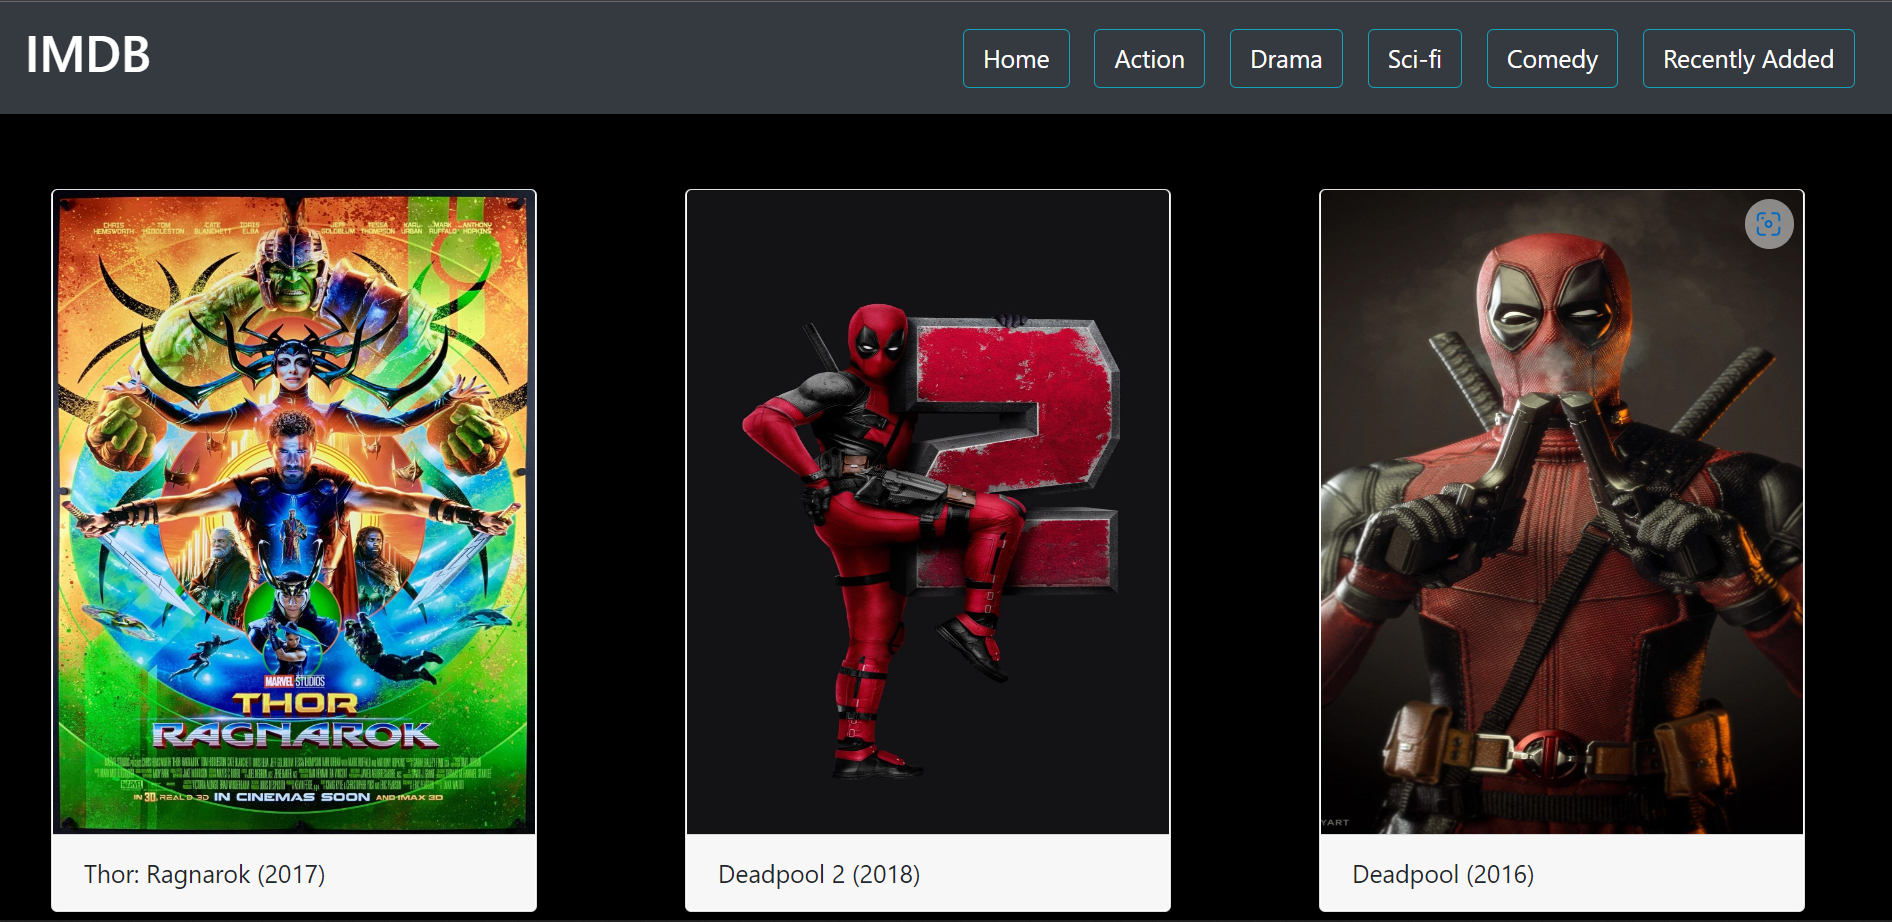 IMDB
Home
Action
Drama
Sci-fi
Comedy
Recently Added
CHRIS HEMSWORTH
TOM HIDDLESTON
CATE BLANCHETT
IDRIS ELBA
JEFF GOLDBLUM
TESSA THOMPSON
KARL URBAN
MARK RUFFALO
ANTHONY HOPKINS
MARVEL STUDIOS
THOR
RAGNAROK
MARVEL
IN 3D, REAL D 3D IN CINEMAS SOON AND IMAX 3D
YART
Thor: Ragnarok (2017)
Deadpool 2 (2018)
Deadpool (2016)